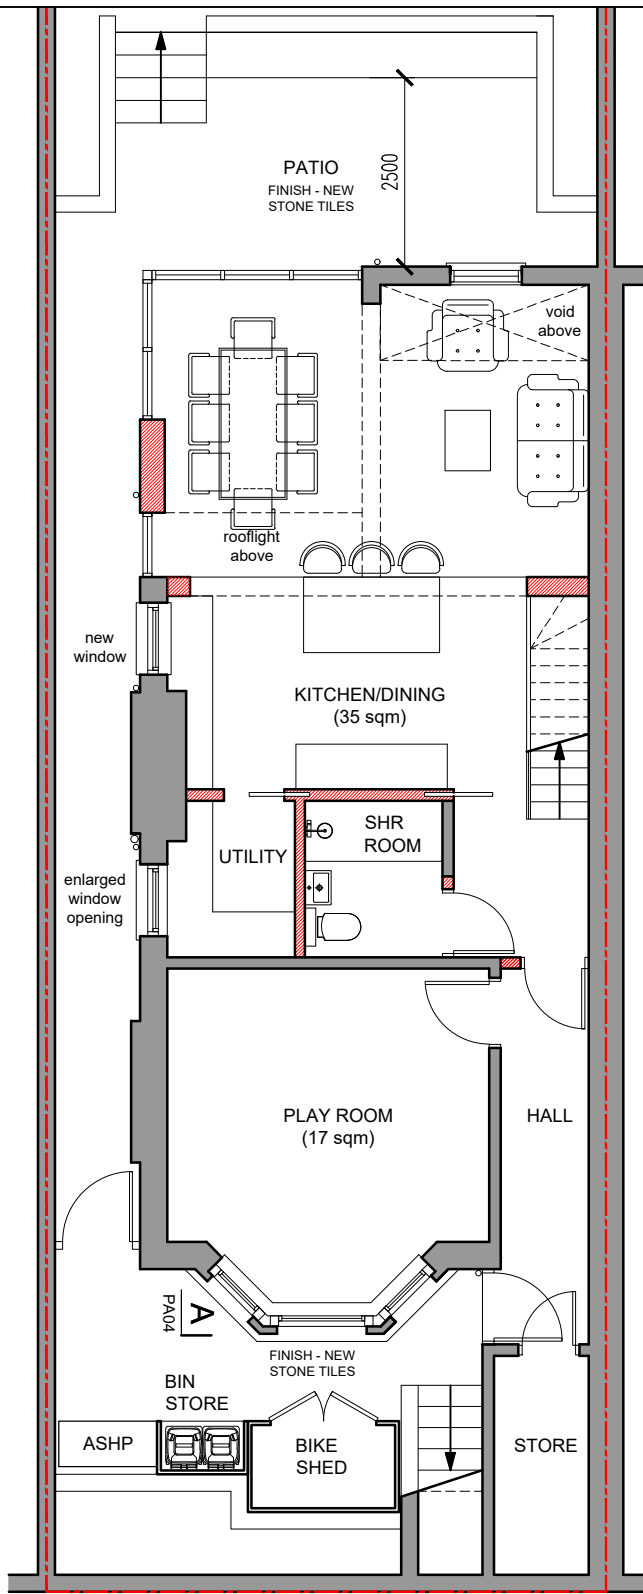 PATIO
FINISH - NEW
STONE TILES
2500
void
above
rooflight
above
new
window
KITCHEN/DINING
(35 sqm)
SHR
ROOM
UTILITY
enlarged
window
opening
PLAY ROOM
(17 sqm)
HALL
A
PA04
FINISH - NEW
STONE TILES
BIN
STORE
ASHP
BIKE
SHED
STORE